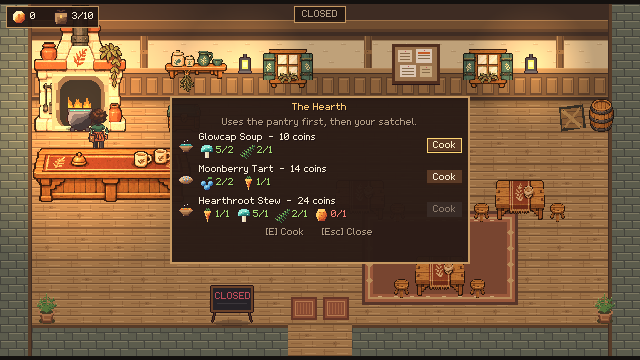 0
3/10
CLOSED
The Hearth
Uses the pantry first, then your satchel.
Glowcap Soup - 10 coins
5/2 2/1
Cook
Moonberry Tart - 14 coins
2/2 1/1
Cook
Hearthroot Stew - 24 coins
1/1 5/1 2/1 0/1
Cook
[E] Cook [Esc] Close
CLOSED